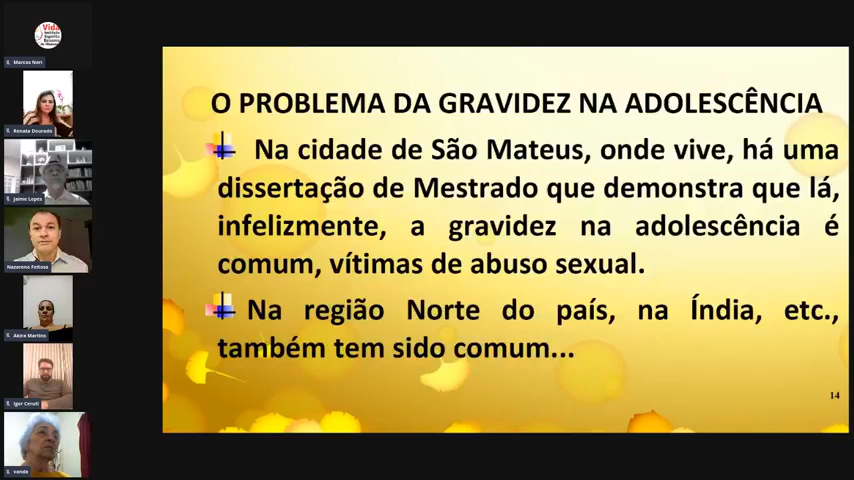 Vida
Marcos Neri
Renata Dourado
Jaime Lopes
Nazareno Feitosa
Akira Martins
Igor Ceruti
vanda
O PROBLEMA DA GRAVIDEZ NA ADOLESCÊNCIA
Na cidade de São Mateus, onde vive, há uma
dissertação de Mestrado que demonstra que lá,
infelizmente, a gravidez na adolescência é
comum, vítimas de abuso sexual.
Na região Norte do país, na Índia, etc.,
também tem sido comum...
14